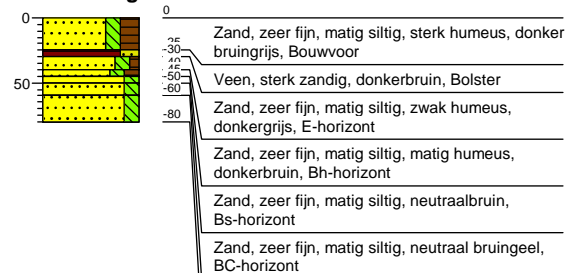 0
50
0
-25
-30
-40
-45
-50
-60
-80
Zand, zeer fijn, matig siltig, sterk humeus, donker
bruingrijs, Bouwvoor
Veen, sterk zandig, donkerbruin, Bolster
Zand, zeer fijn, matig siltig, zwak humeus,
donkergrijs, E-horizont
Zand, zeer fijn, matig siltig, matig humeus,
donkerbruin, Bh-horizont
Zand, zeer fijn, matig siltig, neutraalbruin,
Bs-horizont
Zand, zeer fijn, matig siltig, neutraal bruingeel,
BC-horizont